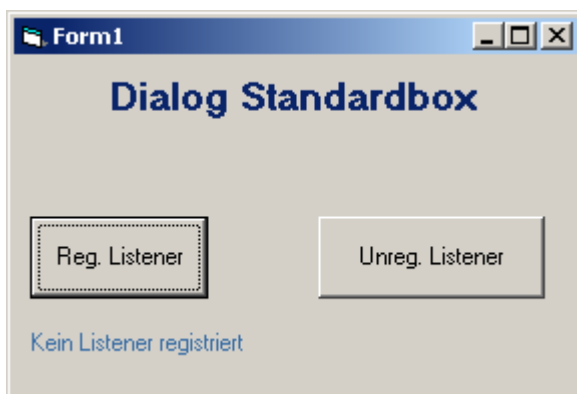 Form1
Dialog Standardbox
Reg. Listener Unreg. Listener
Kein Listener registriert